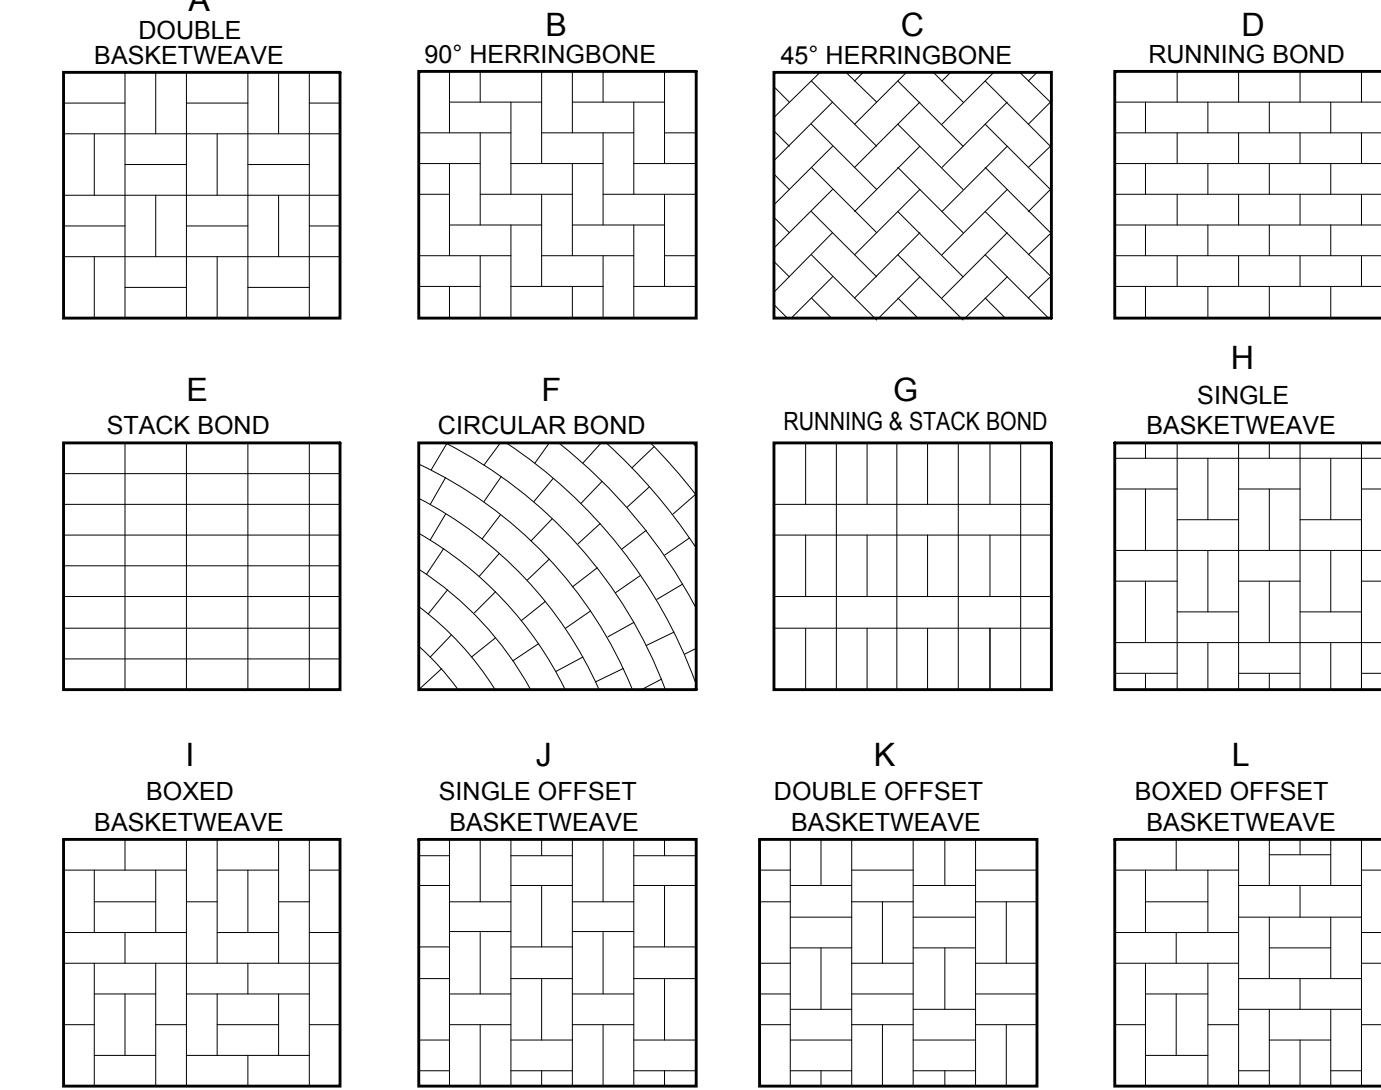 A
DOUBLE
BASKETWEAVE
B
90° HERRINGBONE
C
45° HERRINGBONE
D
RUNNING BOND
E
STACK BOND
F
CIRCULAR BOND
G
RUNNING & STACK BOND
H
SINGLE
BASKETWEAVE
I
BOXED
BASKETWEAVE
J
SINGLE OFFSET
BASKETWEAVE
K
DOUBLE OFFSET
BASKETWEAVE
L
BOXED OFFSET
BASKETWEAVE